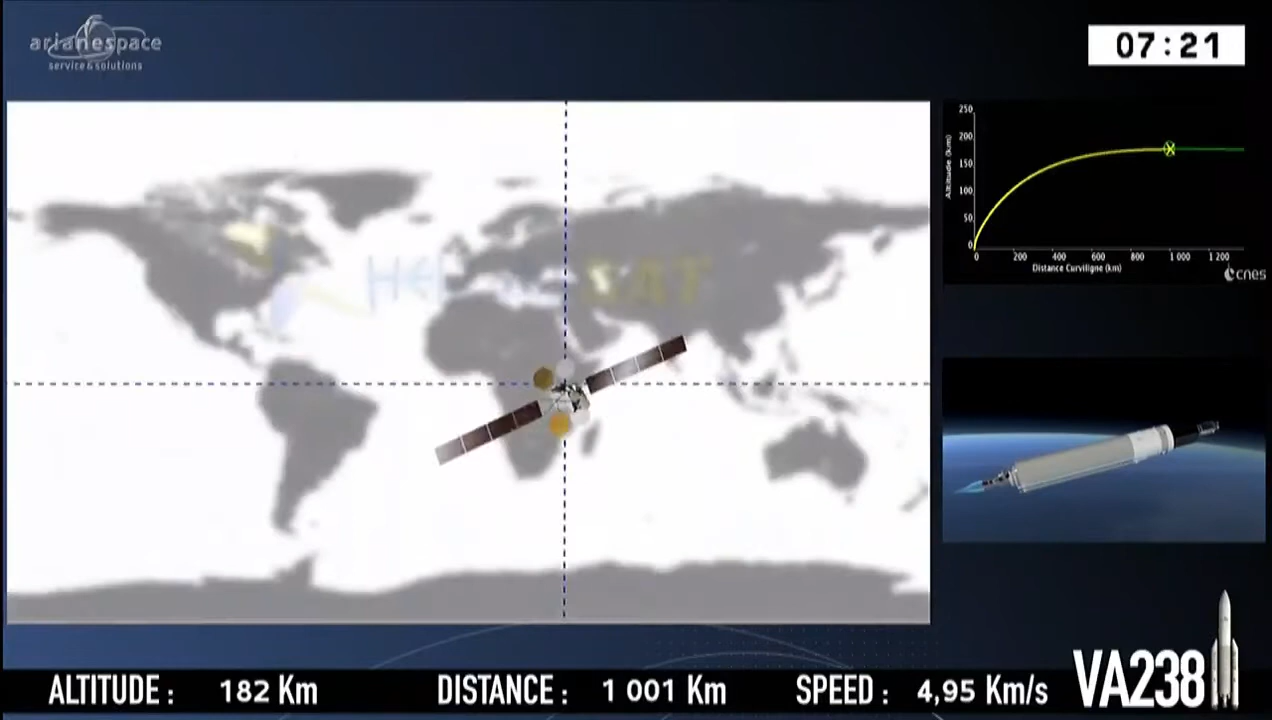 arianespace
service & solutions
07:21
250
200
150
100
50
0
Altitude (km)
0 200 400 600 800 1 000 1 200
Distance Curviligne (km)
cnes
SAT
ALTITUDE : 182 Km DISTANCE : 1 001 Km SPEED : 4,95 Km/s VA238